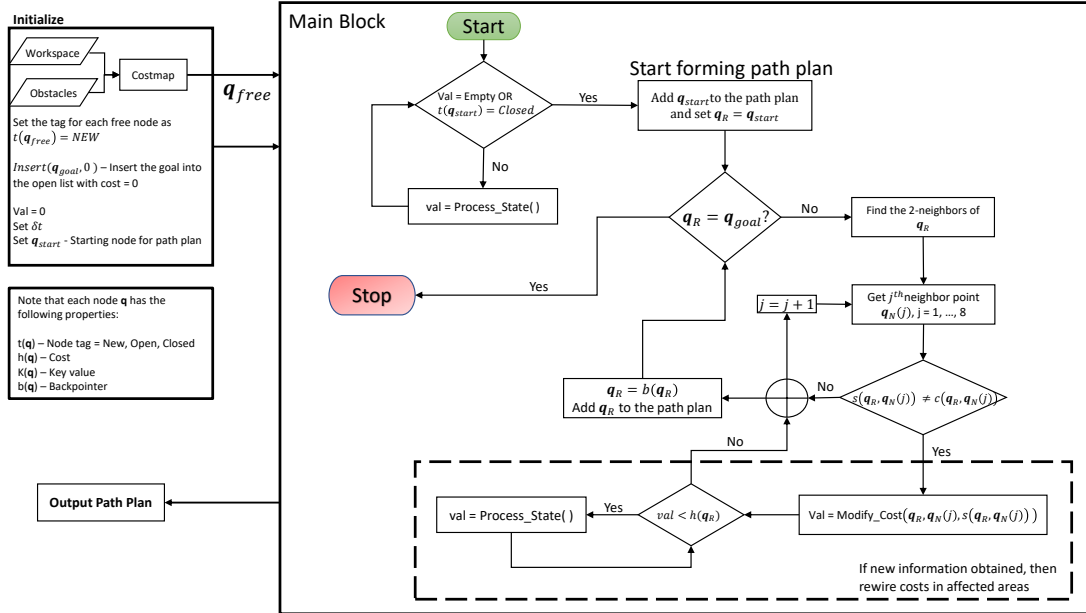 Initialize
Workspace
Obstacles
Costmap
q_free
Set the tag for each free node as
t(q_free) = NEW
Insert(q_goal, 0 ) – Insert the goal into
the open list with cost = 0
Val = 0
Set δt
Set q_start - Starting node for path plan
Note that each node q has the
following properties:
t(q) – Node tag = New, Open, Closed
h(q) – Cost
K(q) – Key value
b(q) – Backpointer
Output Path Plan
Main Block
Start
Val = Empty OR
t(q_start) = Closed
Yes
No
val = Process_State( )
Start forming path plan
Add q_start to the path plan
and set q_R = q_start
q_R = q_goal?
No
Yes
Stop
Find the 2-neighbors of
q_R
j = j + 1
Get j^th neighbor point
q_N(j), j = 1, …, 8
s(q_R, q_N(j)) ≠ c(q_R, q_N(j))
No
Yes
q_R = b(q_R)
Add q_R to the path plan
No
val = Process_State( )
Yes
val < h(q_R)
Val = Modify_Cost(q_R, q_N(j), s(q_R, q_N(j)) )
If new information obtained, then
rewire costs in affected areas